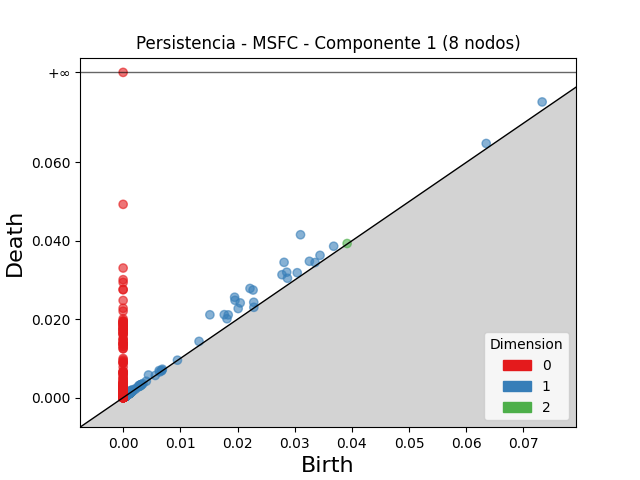 Persistencia - MSFC - Componente 1 (8 nodos)
+∞
0.060
0.040
0.020
0.000
Death
0.00 0.01 0.02 0.03 0.04 0.05 0.06 0.07
Birth
Dimension
0
1
2